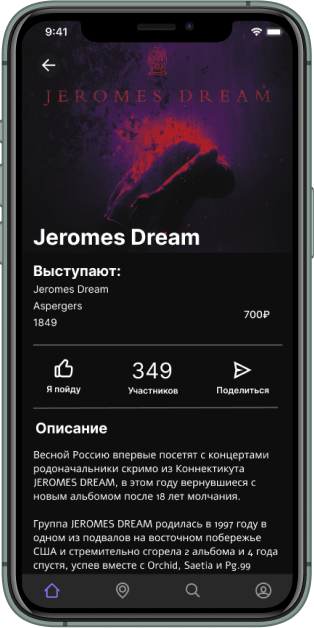 9:41
JEROMES DREAM
Jeromes Dream
Выступают:
Jeromes Dream
Aspergers
1849
700₽
Я пойду
349
Участников
Поделиться
Описание
Весной Россию впервые посетят с концертами
родоначальники скримо из Коннектикута
JEROMES DREAM, в этом году вернувшиеся с
новым альбомом после 18 лет молчания.
Группа JEROMES DREAM родилась в 1997 году в
одном из подвалов на восточном побережье
США и стремительно сгорела 2 альбома и 4 года
спустя, успев вместе с Orchid, Saetia и Pg.99